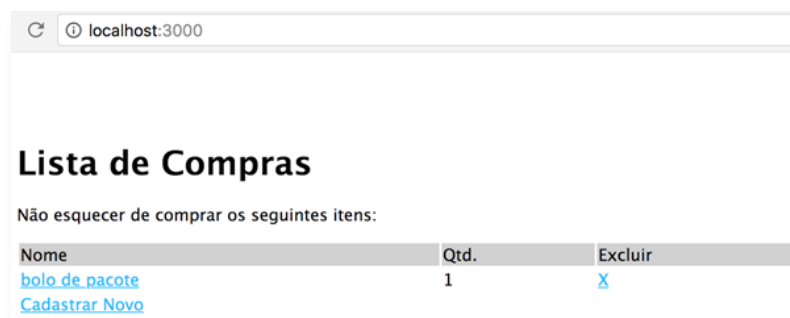 localhost:3000
Lista de Compras
Não esquecer de comprar os seguintes itens:
Nome Qtd. Excluir
bolo de pacote 1 X
Cadastrar Novo